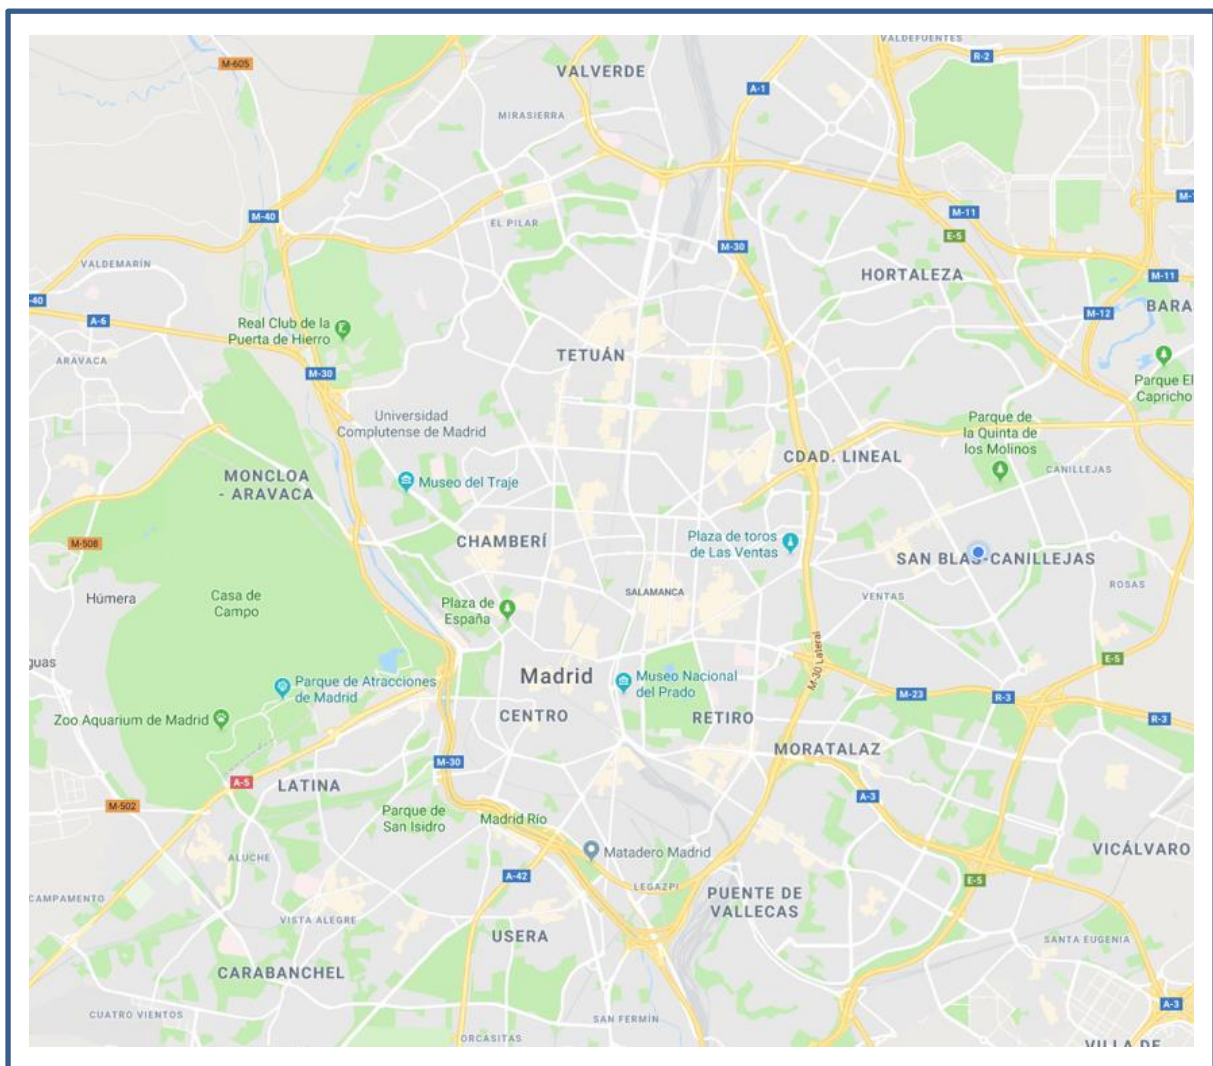 VALDEFUENTES
M-605
R-2
VALVERDE
A-1
MIRASIERRA
M-40
M-11
EL PILAR
E-5
M-30
VALDEMARÍN
HORTALEZA
M-11
-40
BARA
A-6
M-12
Real Club de la
Puerta de Hierro
ARAVACA
TETUÁN
M-30
Parque El
Capricho
Universidad
Complutense de Madrid
Parque de
la Quinta de
los Molinos
CDAD. LINEAL
CANILLEJAS
MONCLOA
- ARAVACA
Museo del Traje
M-508
CHAMBERÍ
Plaza de toros
de Las Ventas
SAN BLAS-CANILLEJAS
ROSAS
Húmera
Casa de
Campo
Plaza de
España
SALAMANCA
VENTAS
guas
M-30 Lateral
E-5
Parque de Atracciones
de Madrid
Madrid
Museo Nacional
del Prado
M-23
R-3
Zoo Aquarium de Madrid
CENTRO
RETIRO
R-3
MORATALAZ
M-30
A-5
LATINA
A-3
M-502
Parque de
San Isidro
Madrid Río
ALUCHE
Matadero Madrid
VICÁLVARO
A-42
E-5
LEGAZPI
CAMPAMENTO
PUENTE DE
VALLECAS
VISTA ALEGRE
USERA
SANTA EUGENIA
CARABANCHEL
A-3
CUATRO VIENTOS
SAN FERMÍN
ORCASITAS
VILLA DE